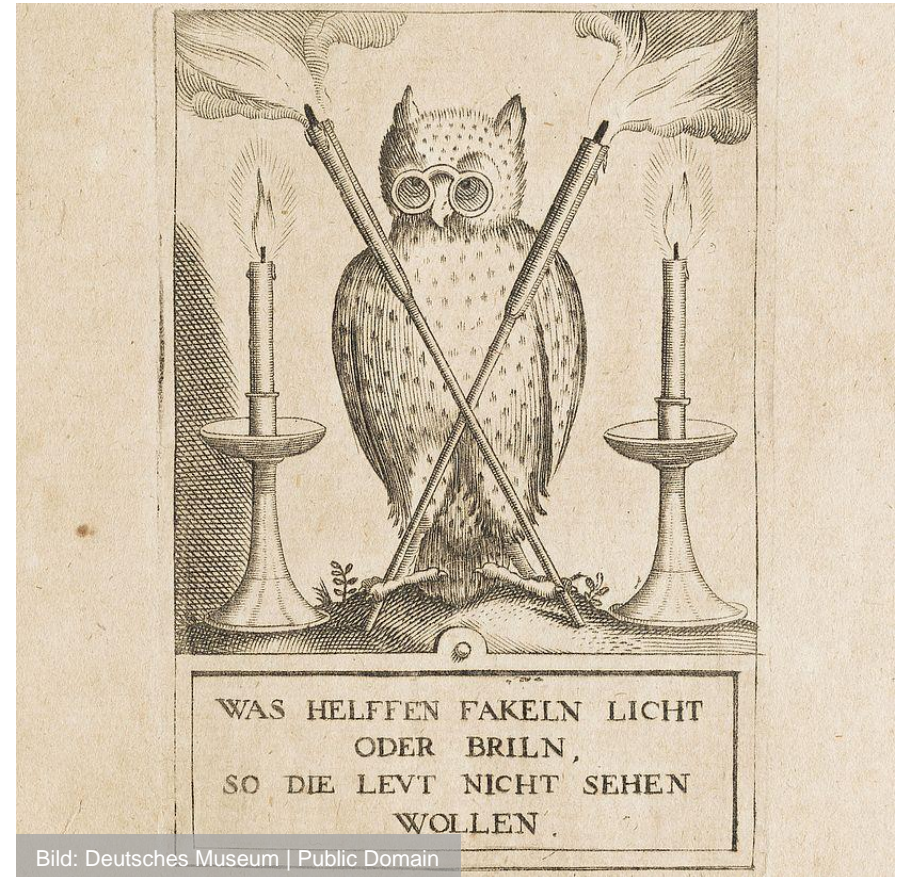 WAS HELFFEN FAKELN LICHT
ODER BRILN,
SO DIE LEVT NICHT SEHEN
WOLLEN.
Bild: Deutsches Museum | Public Domain